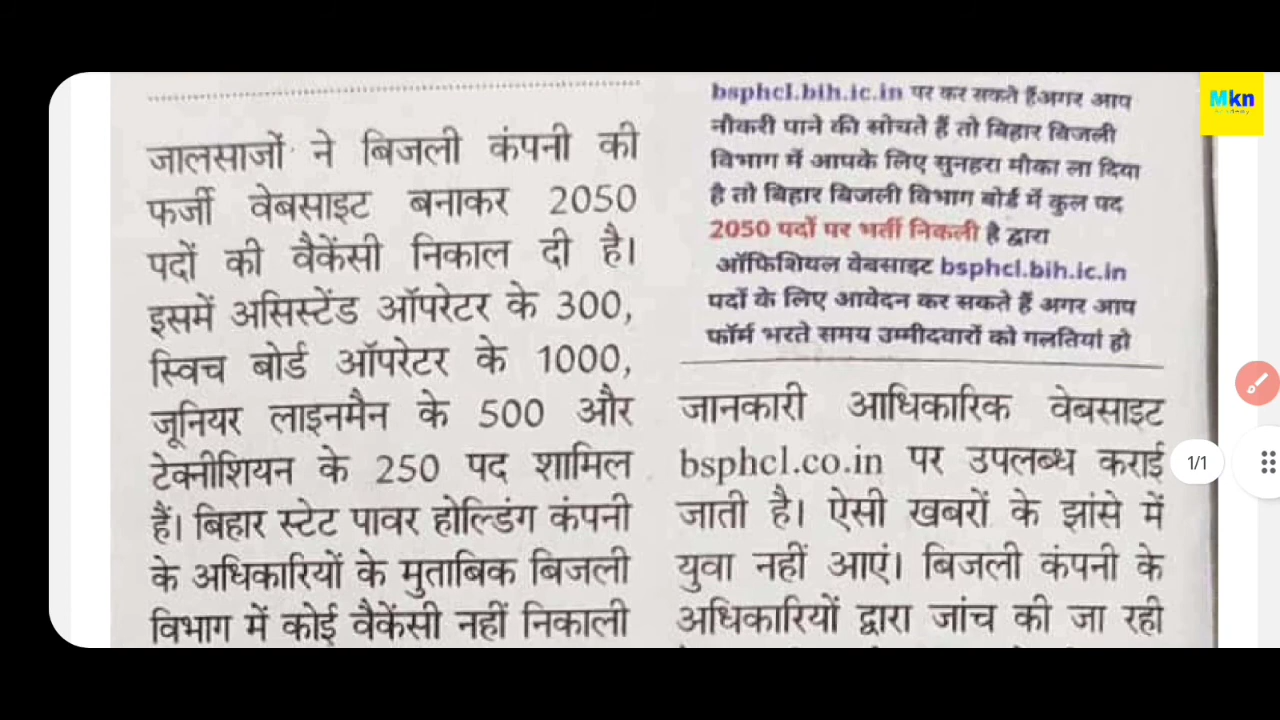 जालसाजों ने बिजली कंपनी की
फर्जी वेबसाइट बनाकर 2050
पदों की वैकेंसी निकाल दी है।
इसमें असिस्टेंड ऑपरेटर के 300,
स्विच बोर्ड ऑपरेटर के 1000,
जूनियर लाइनमैन के 500 और
टेक्नीशियन के 250 पद शामिल
हैं। बिहार स्टेट पावर होल्डिंग कंपनी
के अधिकारियों के मुताबिक बिजली
विभाग में कोई वैकेंसी नहीं निकाली
bsphcl.bih.ic.in पर कर सकते हैंअगर आप
नौकरी पाने की सोचते हैं तो बिहार बिजली
विभाग में आपके लिए सुनहरा मौका ला दिया
है तो बिहार बिजली विभाग बोर्ड में कुल पद
2050 पदों पर भर्ती निकली है द्वारा
ऑफिशियल वेबसाइट bsphcl.bih.ic.in
पदों के लिए आवेदन कर सकते हैं अगर आप
फॉर्म भरते समय उम्मीदवारों को गलतियां हो
जानकारी आधिकारिक वेबसाइट
bsphcl.co.in पर उपलब्ध कराई
जाती है। ऐसी खबरों के झांसे में
युवा नहीं आएं। बिजली कंपनी के
अधिकारियों द्वारा जांच की जा रही
Mkn
Academy
1/1